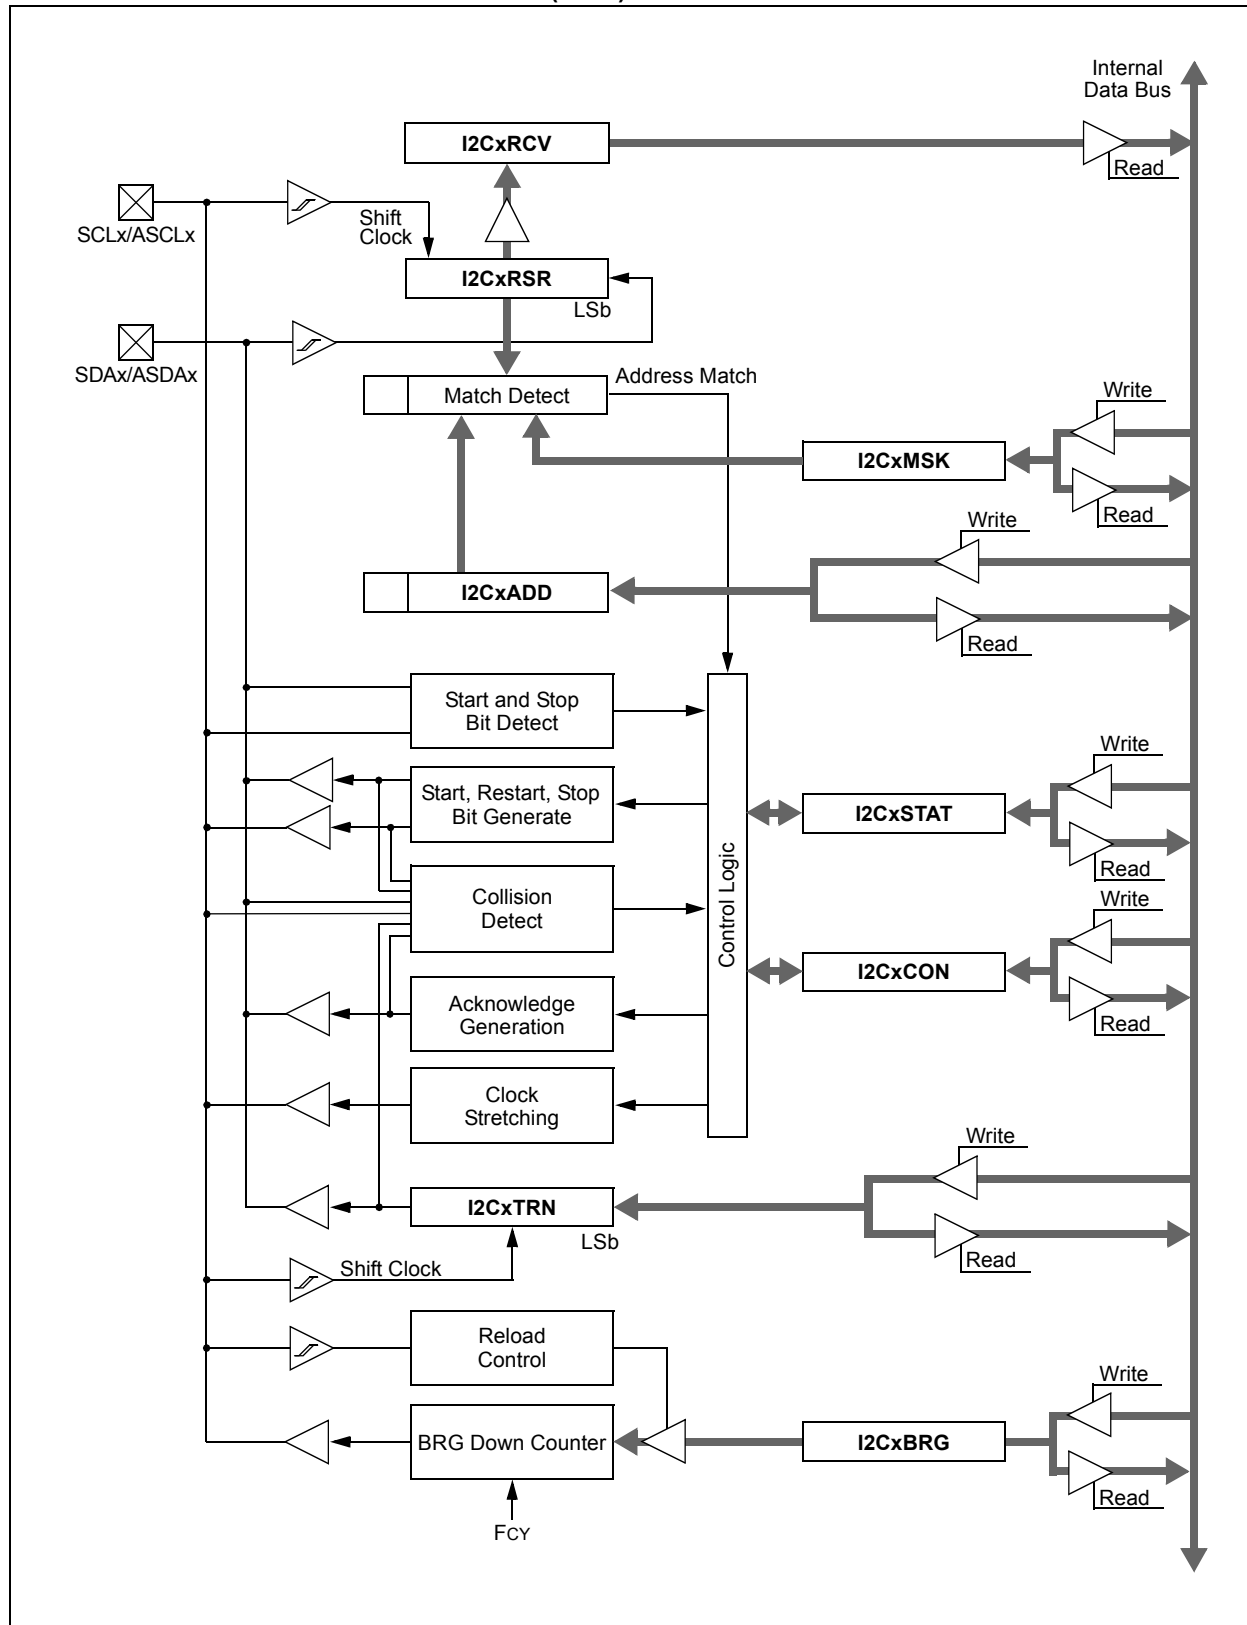 Internal
Data Bus
I2CxRCV
Read
SCLx/ASCLx
Shift
Clock
I2CxRSR
LSb
SDAx/ASDAx
Address Match
Match Detect
Write
I2CxMSK
Read
Write
I2CxADD
Read
Start and Stop
Bit Detect
Write
Start, Restart, Stop
Bit Generate
I2CxSTAT
Read
Control Logic
Collision
Detect
Write
I2CxCON
Read
Acknowledge
Generation
Clock
Stretching
Write
I2CxTRN
LSb
Read
Shift Clock
Reload
Control
Write
BRG Down Counter
I2CxBRG
Read
FCY